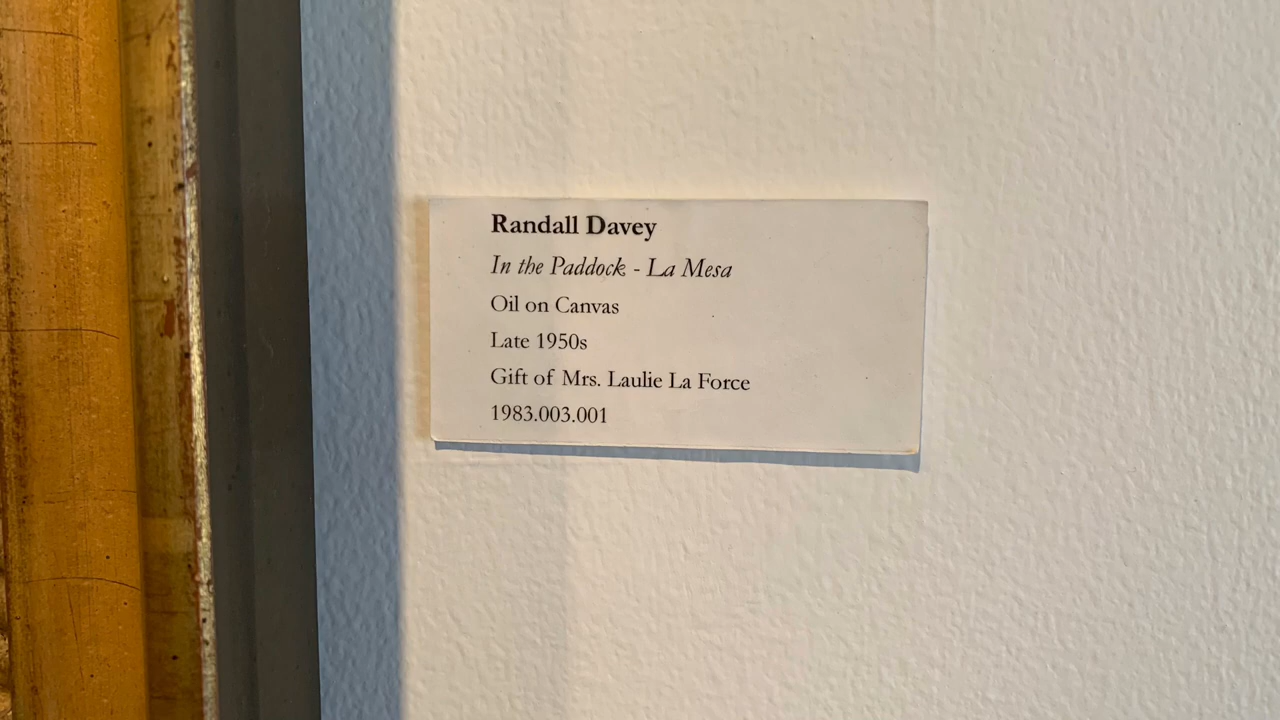 Randall Davey
In the Paddock - La Mesa
Oil on Canvas
Late 1950s
Gift of Mrs. Laulie La Force
1983.003.001